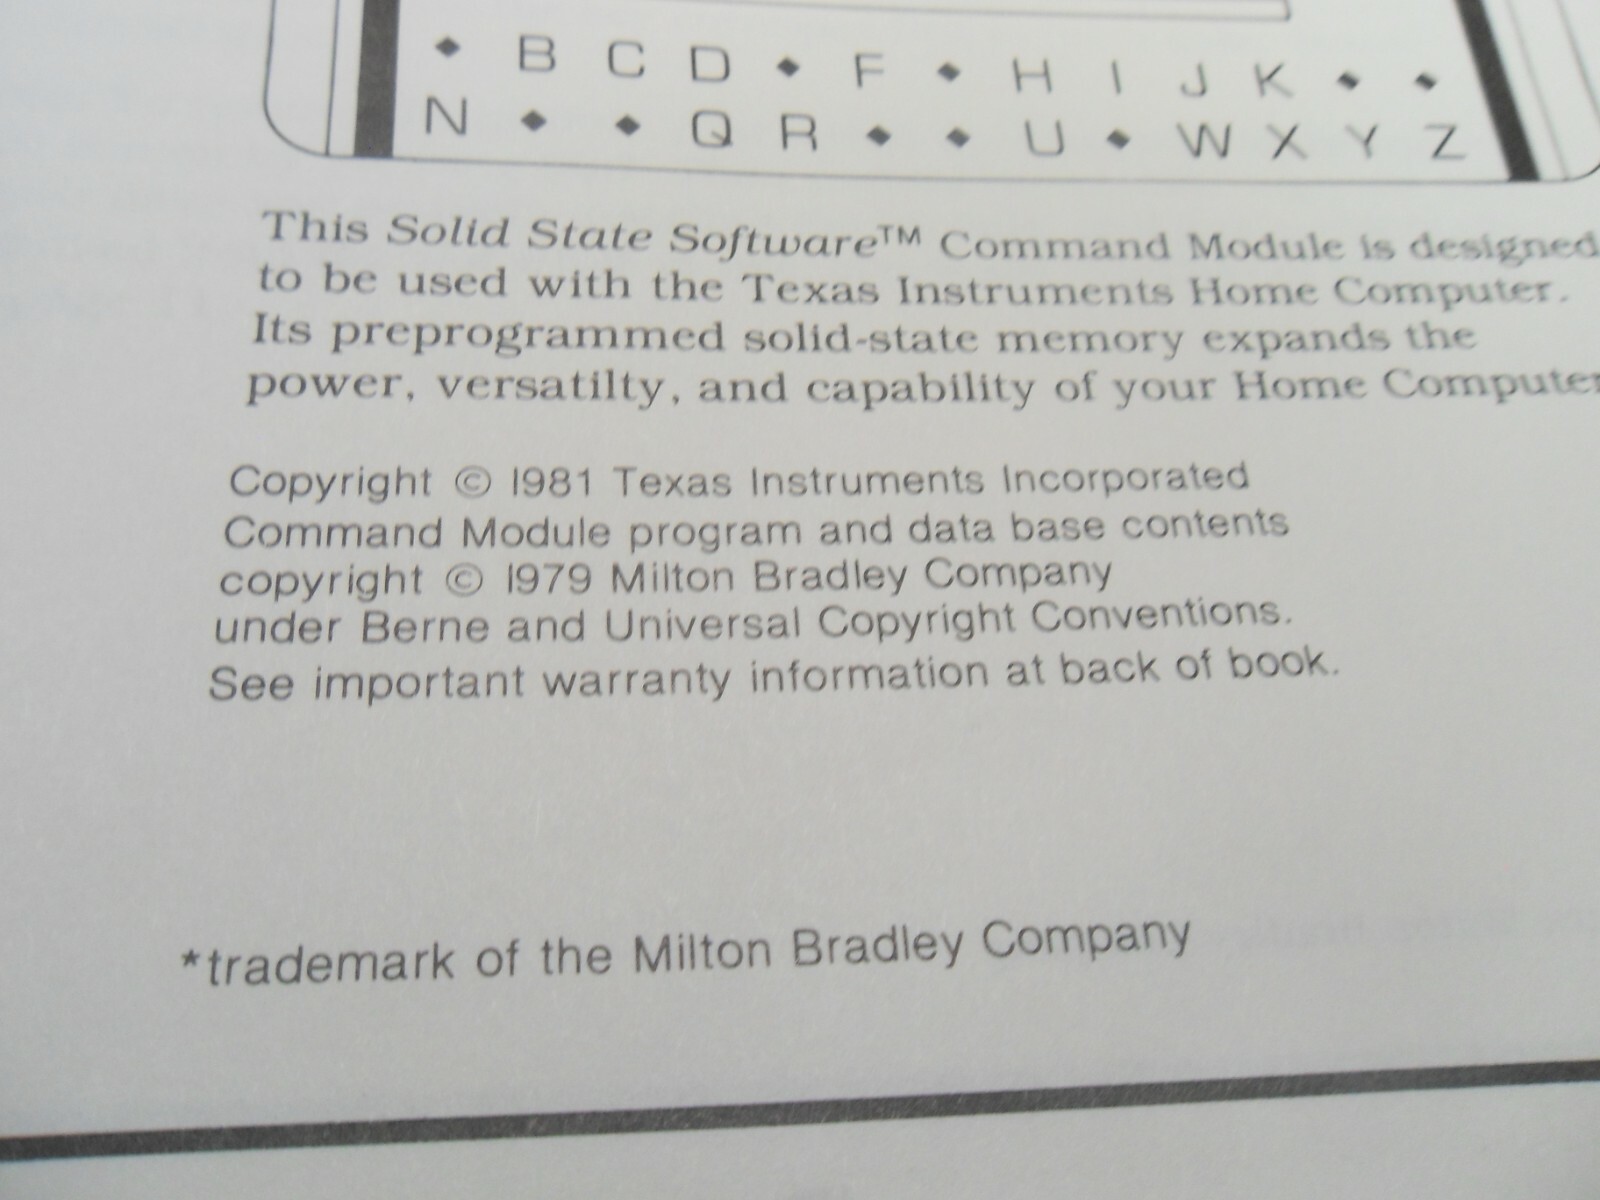 ◆ B C D ◆ F ◆ H I J K ◆ ◆
N ◆ ◆ Q R ◆ ◆ U ◆ W X Y Z
This Solid State Software™ Command Module is designed
to be used with the Texas Instruments Home Computer.
Its preprogrammed solid-state memory expands the
power, versatilty, and capability of your Home Computer
Copyright © 1981 Texas Instruments Incorporated
Command Module program and data base contents
copyright © 1979 Milton Bradley Company
under Berne and Universal Copyright Conventions.
See important warranty information at back of book.
*trademark of the Milton Bradley Company